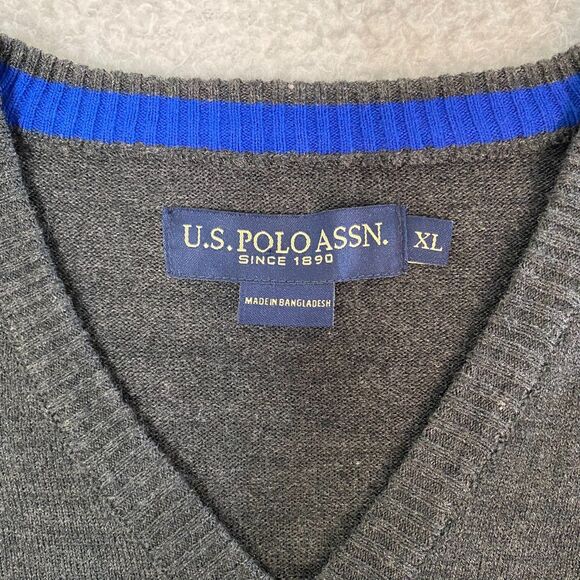 U.S. POLO ASSN.
SINCE 1890
XL
MADE IN BANGLADESH